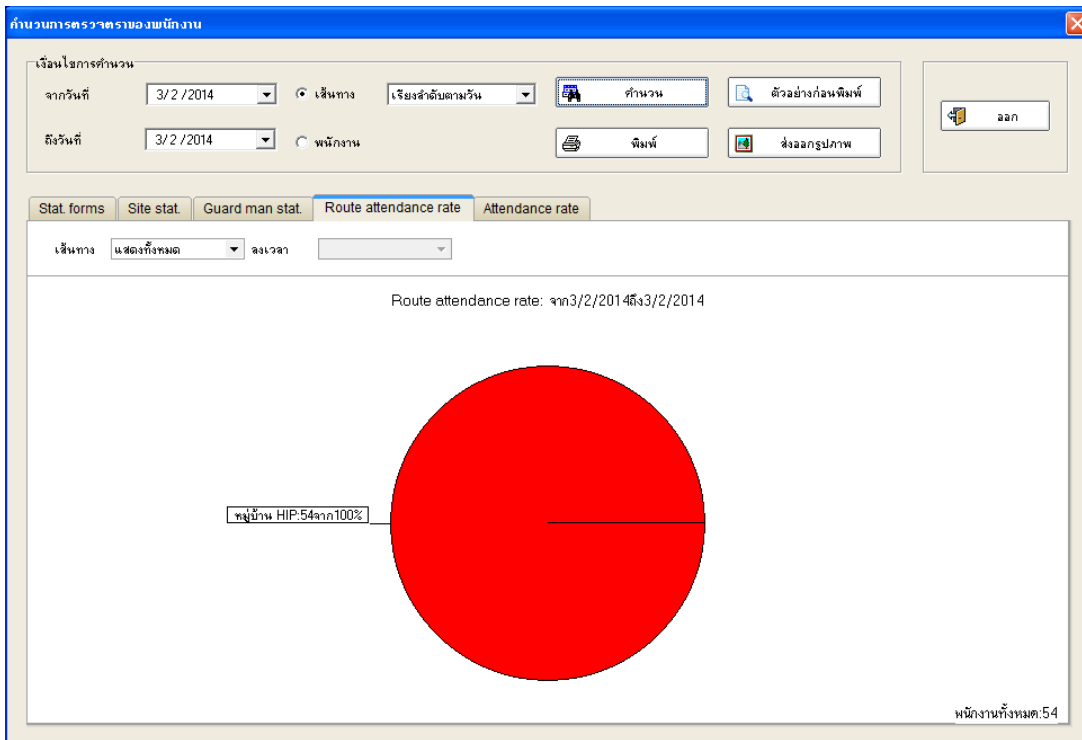 คำนวนการตรวจตราของพนักงาน
เงื่อนไขการคำนวน
จากวันที่ 3/ 2 /2014 เส้นทาง เรียงลำดับตามวัน คำนวน ตัวอย่างก่อนพิมพ์
ออก
ถึงวันที่ 3/ 2 /2014 พนักงาน พิมพ์ ส่งออกรูปภาพ
Stat. forms Site stat. Guard man stat. Route attendance rate Attendance rate
เส้นทาง แสดงทั้งหมด ลงเวลา
Route attendance rate: จาก3/2/2014ถึง3/2/2014
หมู่บ้าน HIP:54จาก100%
พนักงานทั้งหมด:54